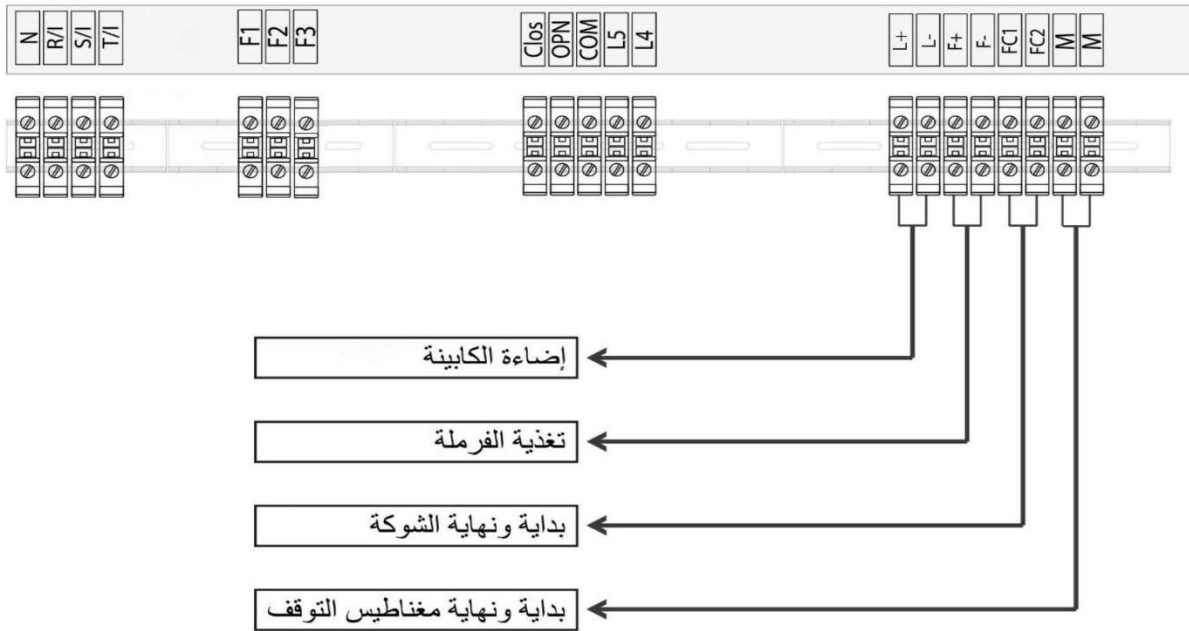 N R/I S/I T/I F1 F2 F3 Clos OPN COM L5 L4 L+ L- F+ F- FC1 FC2 M M
إضاءة الكابينة
تغذية الفرملة
بداية ونهاية الشوكة
بداية ونهاية مغناطيس التوقف